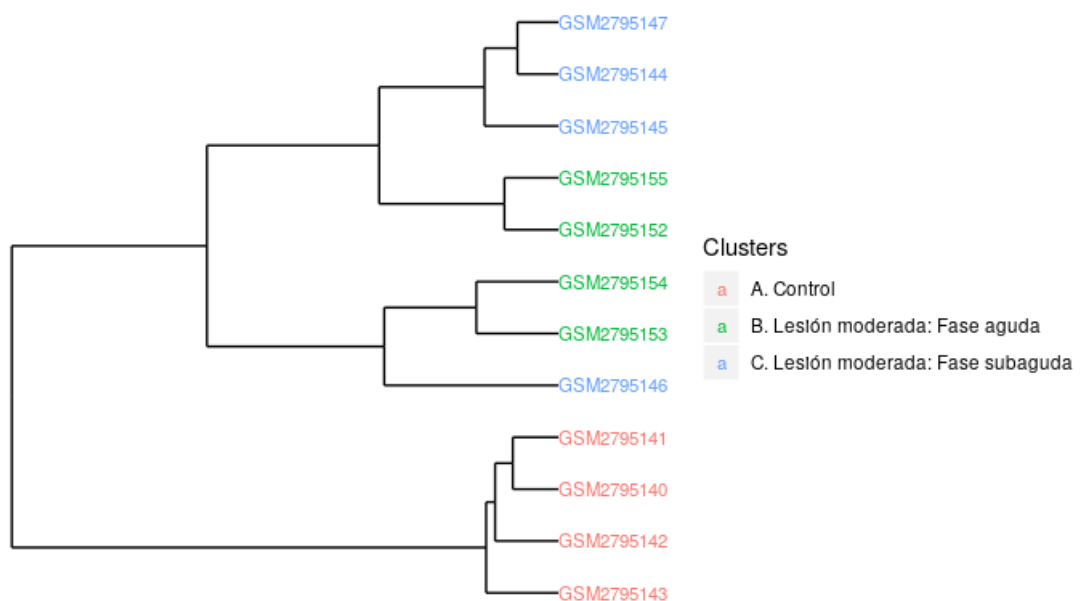 GSM2795147
GSM2795144
GSM2795145
GSM2795155
GSM2795152
GSM2795154
GSM2795153
GSM2795146
GSM2795141
GSM2795140
GSM2795142
GSM2795143
Clusters
a A. Control
a B. Lesión moderada: Fase aguda
a C. Lesión moderada: Fase subaguda